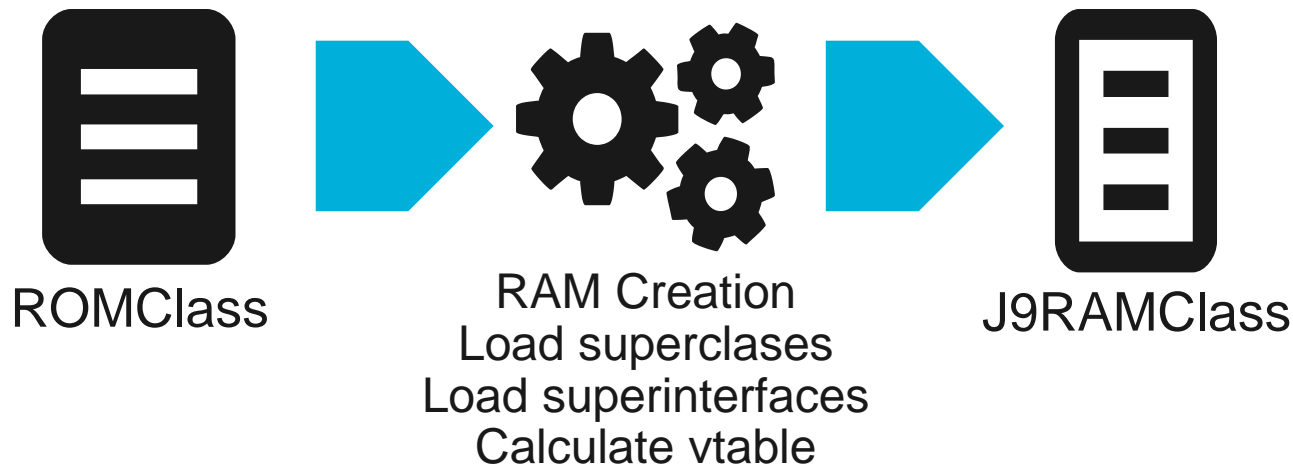 ROMClass
RAM Creation
Load superclases
Load superinterfaces
Calculate vtable
J9RAMClass